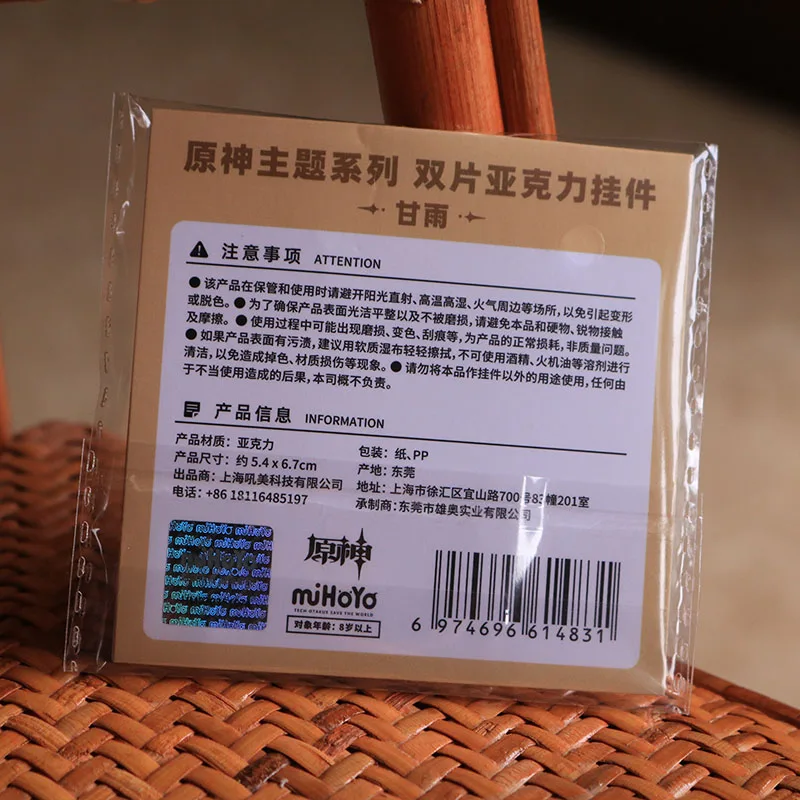 原神主题系列 双片亚克力挂件
甘雨
注意事项 ATTENTION
● 该产品在保管和使用时请避开阳光直射、高温高湿、火气周边等场所，以免引起变形
或脱色。● 为了确保产品表面光洁平整以及不被磨损，请避免本品和硬物、锐物接触
及摩擦。● 使用过程中可能出现磨损、变色、刮痕等，为产品的正常损耗，非质量问题。
● 如果产品表面有污渍，建议用软质湿布轻轻擦拭，不可使用酒精、火机油等溶剂进行
清洁，以免造成掉色、材质损伤等现象。● 请勿将本品作挂件以外的用途使用，任何由
于不当使用造成的后果，本司概不负责。
产品信息 INFORMATION
产品材质：亚克力
包装：纸、PP
产品尺寸：约 5.4 x 6.7cm
产地：东莞
出品商：上海吼美科技有限公司
地址：上海市徐汇区宜山路700号83幢201室
电话：+86 18116485197
承制商：东莞市雄奥实业有限公司
原神
miHoYo
TECH OTAKUS SAVE THE WORLD
对象年龄：8岁以上
6 974696 614831